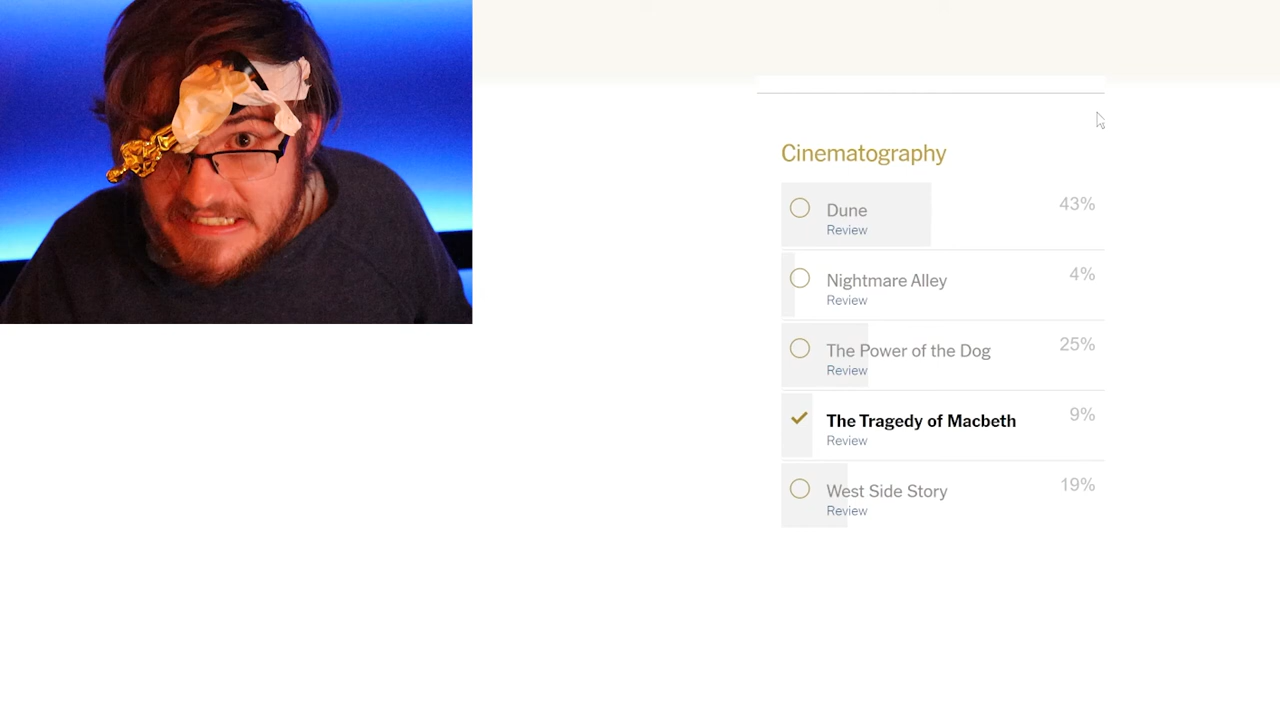 Cinematography
Dune
43%
Review
Nightmare Alley
4%
Review
The Power of the Dog
25%
Review
The Tragedy of Macbeth
9%
Review
West Side Story
19%
Review